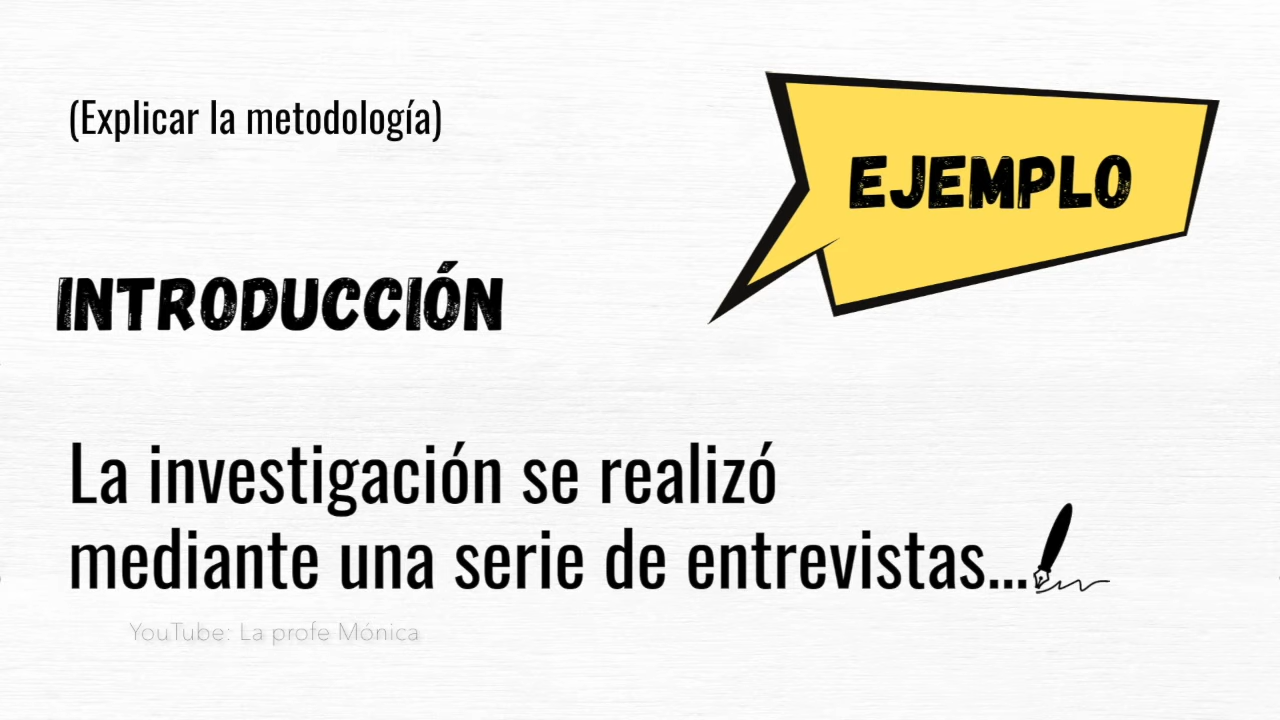 (Explicar la metodología)
EJEMPLO
INTRODUCCIÓN
La investigación se realizó
mediante una serie de entrevistas...
YouTube: La profe Mónica